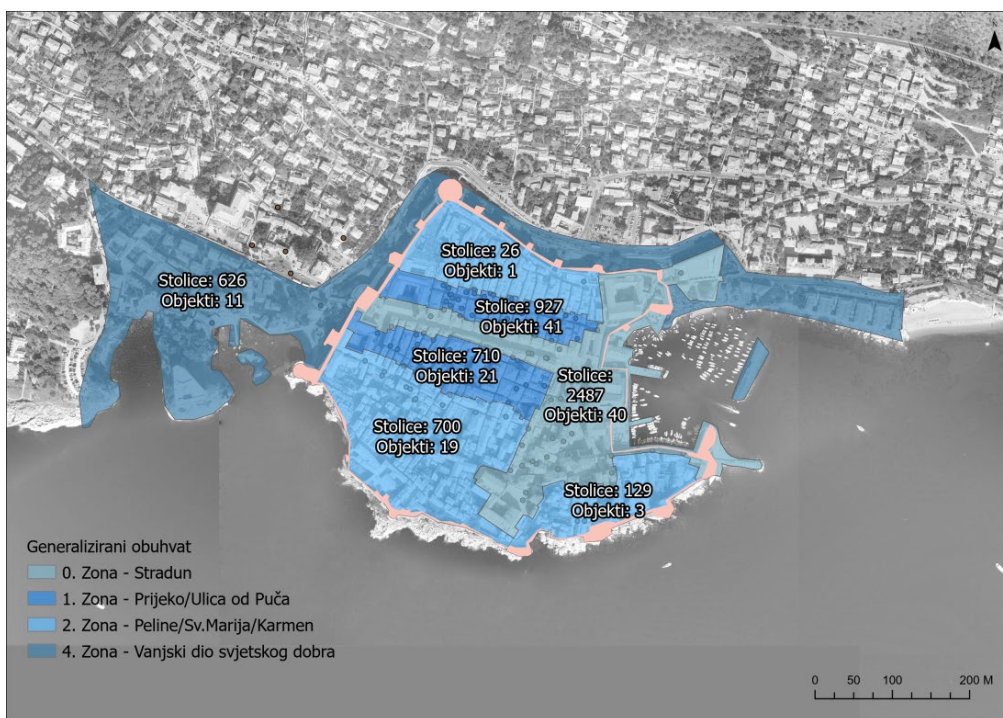 Stolice: 26
Objekti: 1
Stolice: 626
Objekti: 11
Stolice: 927
Objekti: 41
Stolice: 710
Objekti: 21
Stolice:
2487
Objekti: 40
Stolice: 700
Objekti: 19
Stolice: 129
Objekti: 3
Generalizirani obuhvat
0. Zona - Stradun
1. Zona - Prijeko/Ulica od Puča
2. Zona - Peline/Sv.Marija/Karmen
4. Zona - Vanjski dio svjetskog dobra
0 50 100 200 M